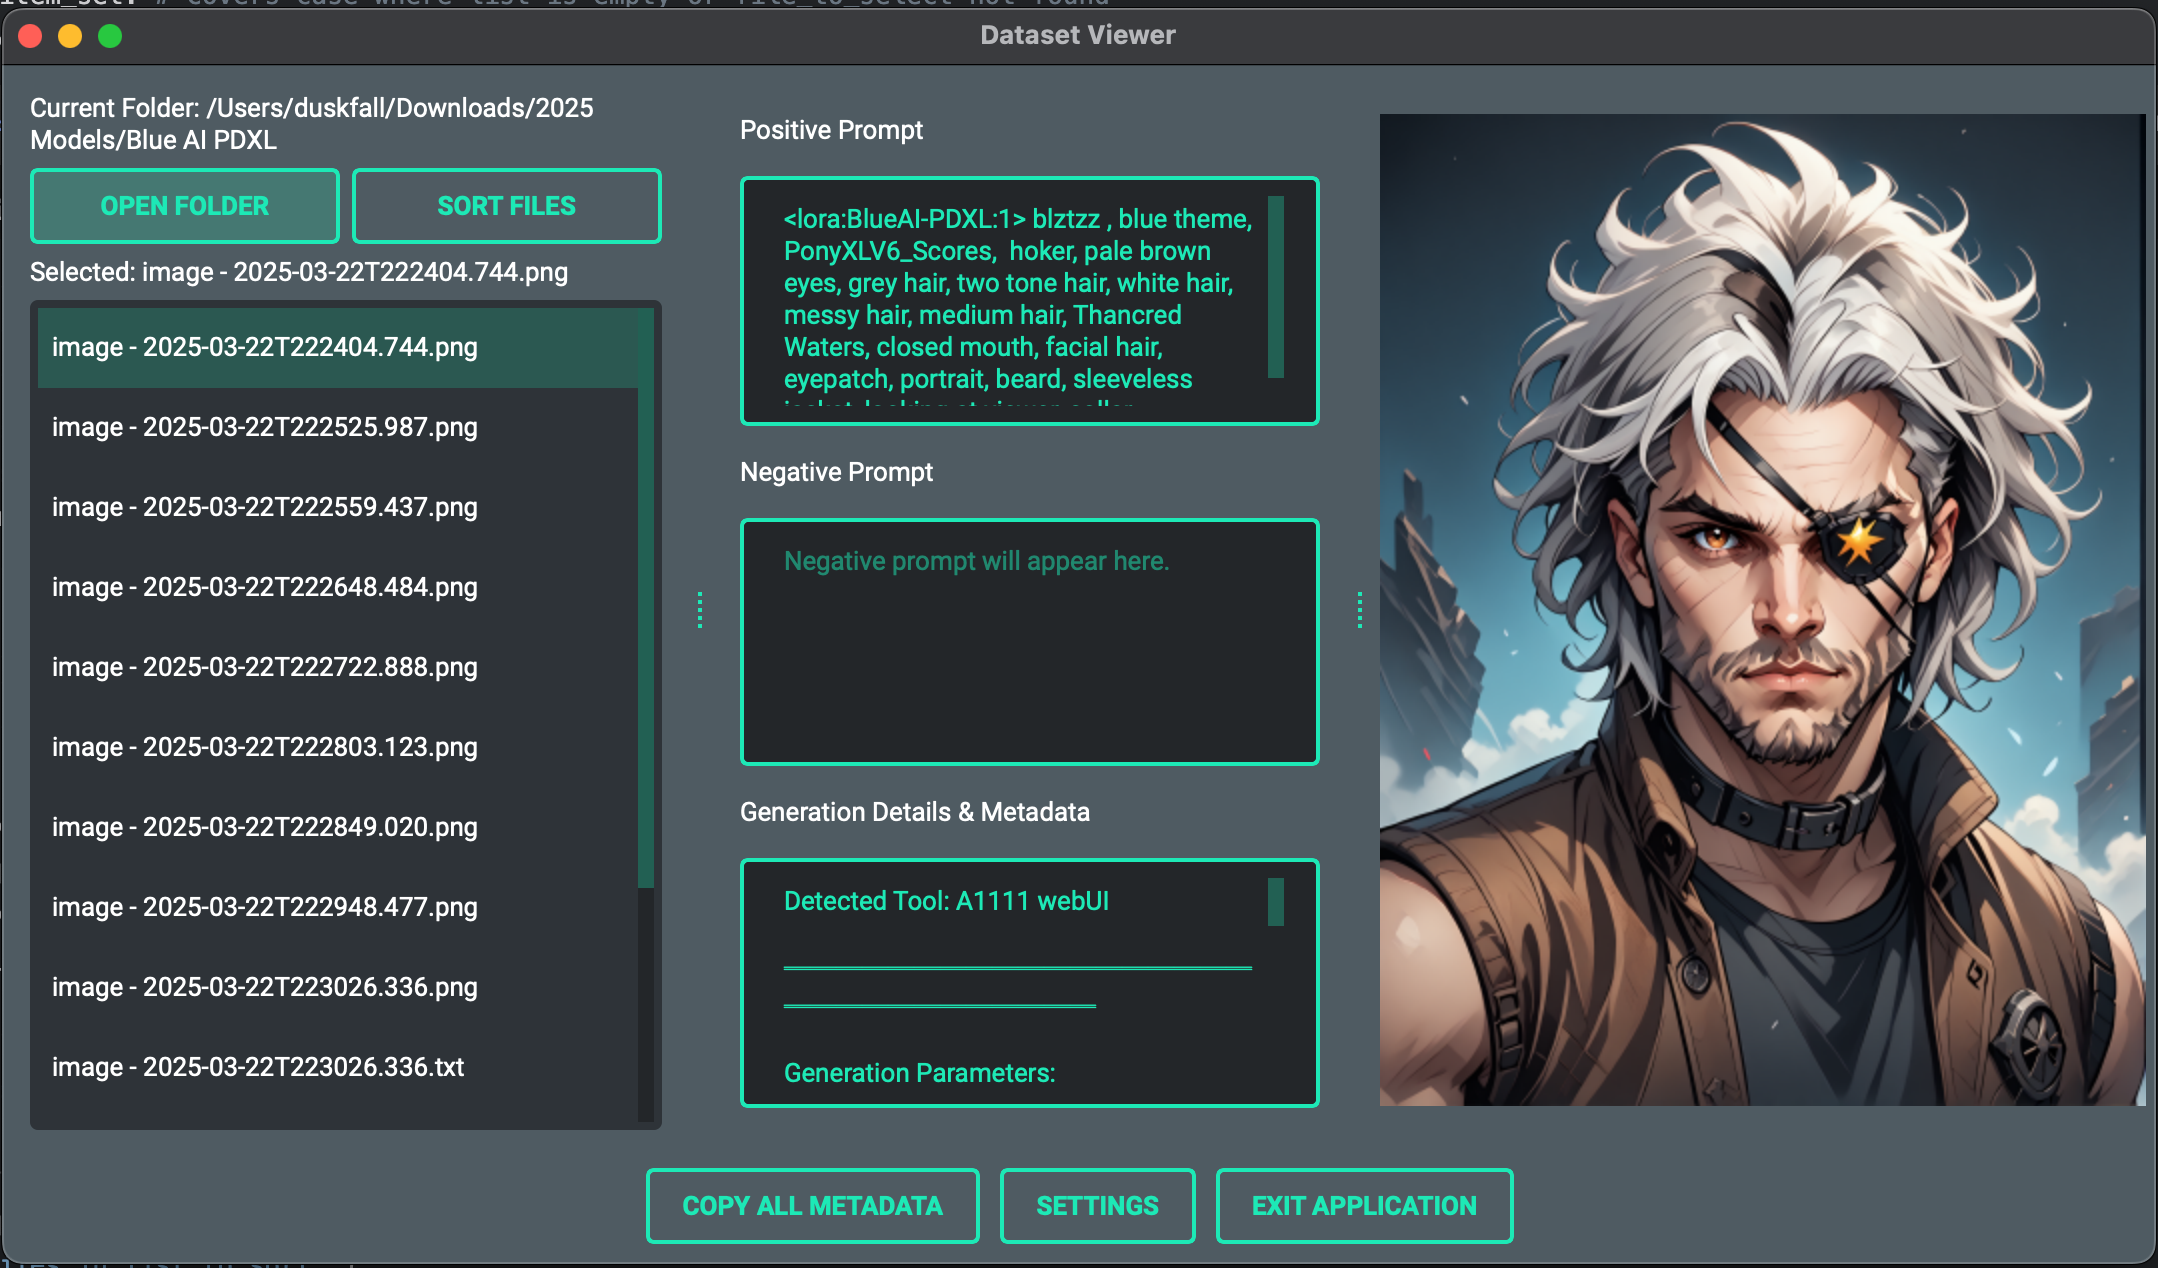 Dataset Viewer
Current Folder: /Users/duskfall/Downloads/2025
Models/Blue AI PDXL
OPEN FOLDER
SORT FILES
Selected: image - 2025-03-22T222404.744.png
image - 2025-03-22T222404.744.png
image - 2025-03-22T222525.987.png
image - 2025-03-22T222559.437.png
image - 2025-03-22T222648.484.png
image - 2025-03-22T222722.888.png
image - 2025-03-22T222803.123.png
image - 2025-03-22T222849.020.png
image - 2025-03-22T222948.477.png
image - 2025-03-22T223026.336.png
image - 2025-03-22T223026.336.txt
Positive Prompt
<lora:BlueAI-PDXL:1> blztzz , blue theme,
PonyXLV6_Scores,  hoker, pale brown
eyes, grey hair, two tone hair, white hair,
messy hair, medium hair, Thancred
Waters, closed mouth, facial hair,
eyepatch, portrait, beard, sleeveless
Negative Prompt
Negative prompt will appear here.
Generation Details & Metadata
Detected Tool: A1111 webUI
Generation Parameters:
COPY ALL METADATA
SETTINGS
EXIT APPLICATION